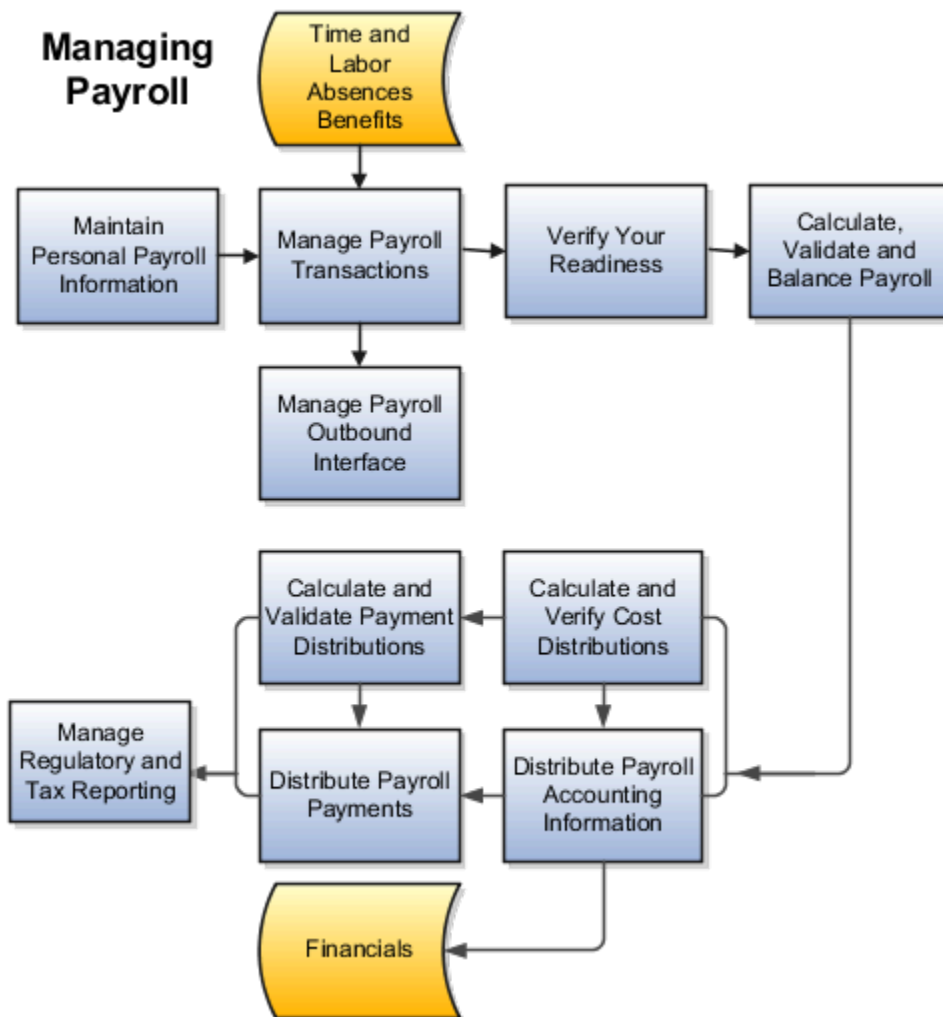 Managing
Payroll
Time and
Labor
Absences
Benefits
Maintain
Personal Payroll
Information
Manage Payroll
Transactions
Verify Your
Readiness
Calculate,
Validate and
Balance Payroll
Manage Payroll
Outbound
Interface
Calculate and
Validate Payment
Distributions
Calculate and
Verify Cost
Distributions
Manage
Regulatory and
Tax Reporting
Distribute Payroll
Payments
Distribute Payroll
Accounting
Information
Financials